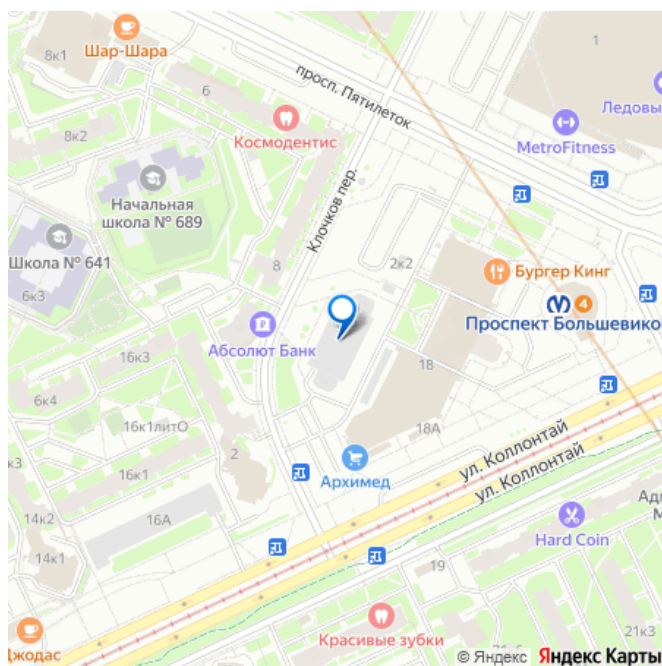 8к1
Шар-Шара
1
просп. Пятилеток
6
Ледовы
Космодентис
MetroFitness
8к2
Начальная
школа № 689
Клочков пер.
Школа № 641
8
2к2
Бургер Кинг
6к3
4
Проспект Большевико
Абсолют Банк
16к3
18
6к4
16к1литО
18А
к3
2
ул. Коллонтай
16к1
Архимед
ул. Коллонтай
14к2
16А
Hard Coin
14к1
19
Джодас
Красивые зубки
21к3
© Яндекс Яндекс Карты